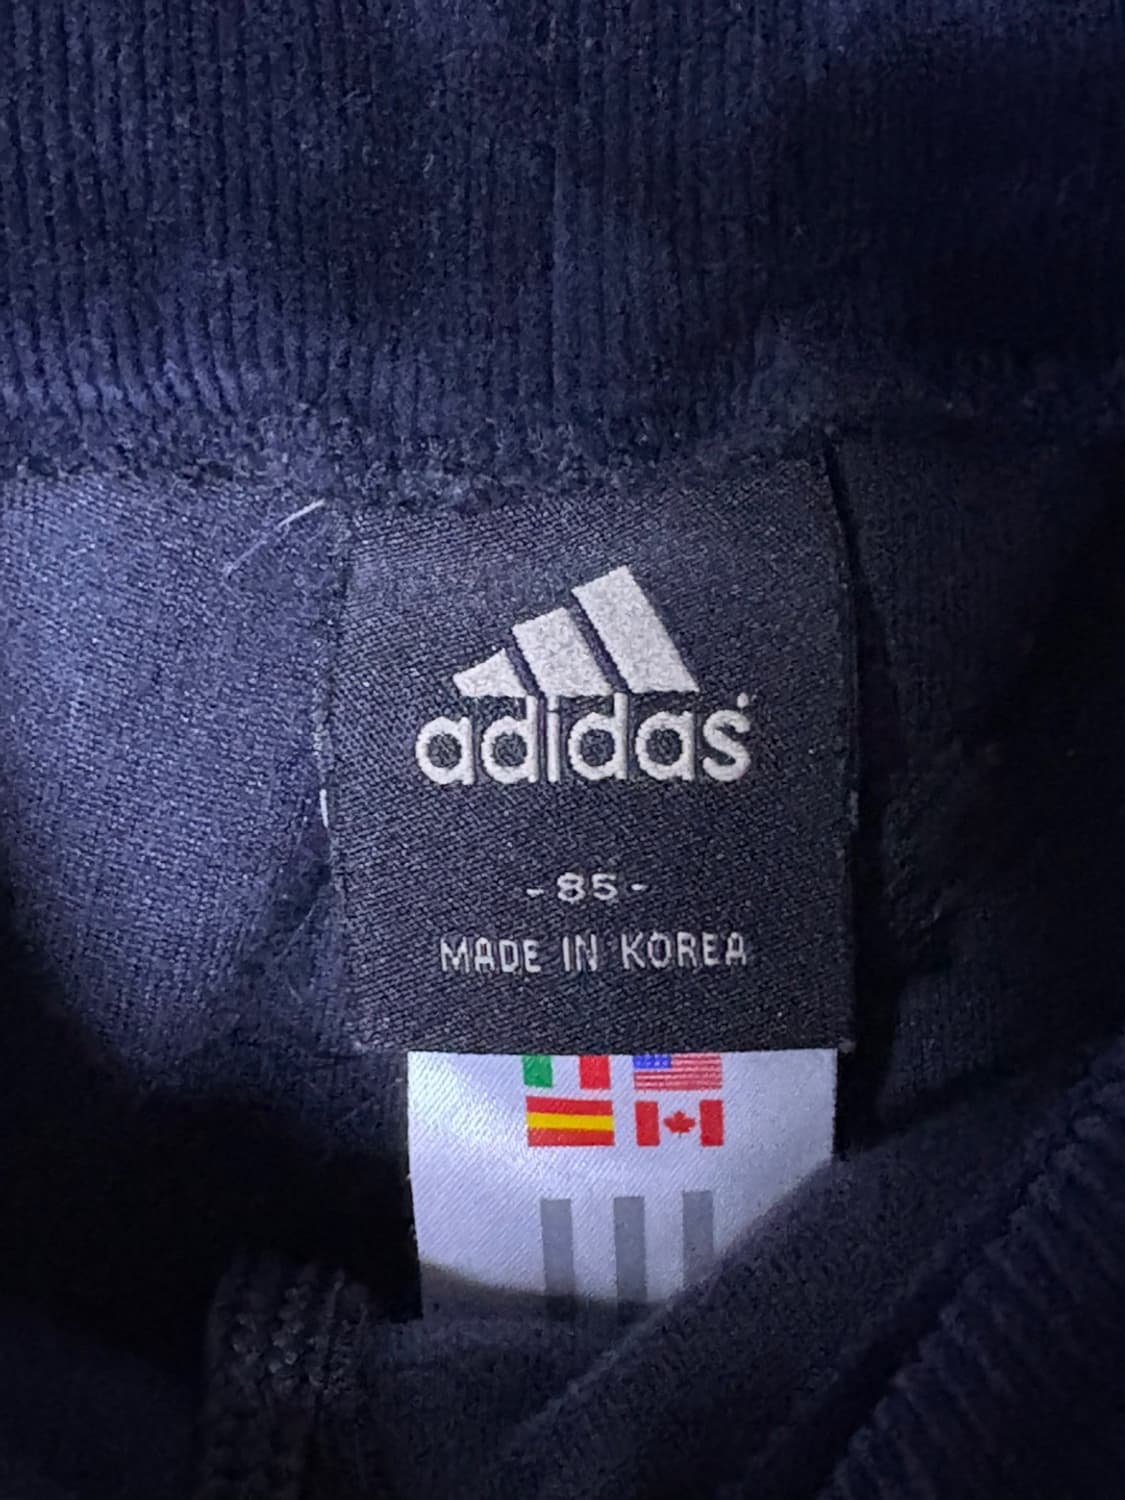 adidas
-85-
MADE IN KOREA